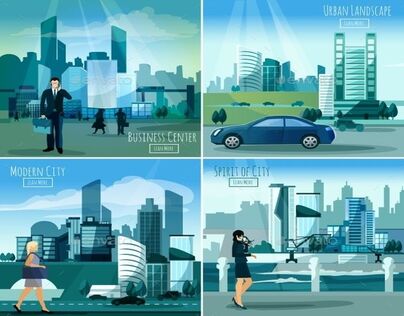 Business Center
Learn More
Urban Landscape
Learn More
Modern City
Learn More
Spirit of City
Learn More